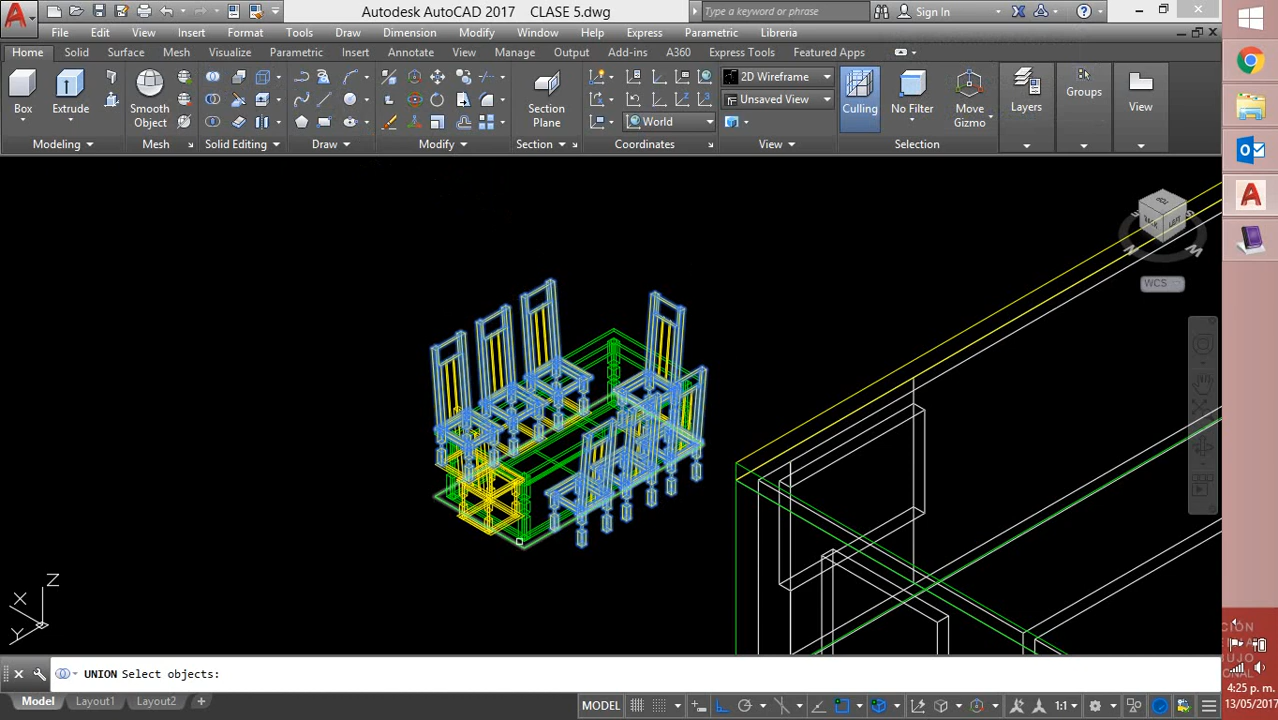 Autodesk AutoCAD 2017 CLASE 5.dwg
Type a keyword or phrase
Sign In
File Edit View Insert Format Tools Draw Dimension Modify Window Help Express Parametric Libreria
Home Solid Surface Mesh Visualize Parametric Insert Annotate View Manage Output Add-ins A360 Express Tools Featured Apps
2D Wireframe
Unsaved View
World
Box
Extrude
Smooth
Object
Section
Plane
Culling
No Filter
Move
Gizmo
Layers
Groups
View
Modeling
Mesh
Solid Editing
Draw
Modify
Section
Coordinates
View
Selection
WCS
Z
X
Y
UNION Select objects:
Model Layout1 Layout2
MODEL
1:1
4:25 p. m.
13/05/2017